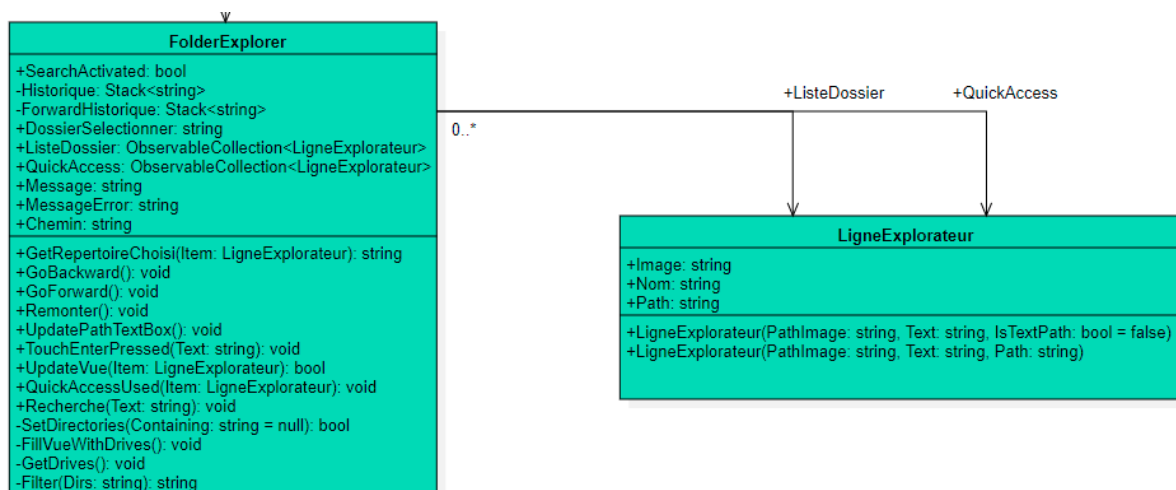 FolderExplorer
+SearchActivated: bool
-Historique: Stack<string>
-ForwardHistorique: Stack<string>
+DossierSelectionner: string
+ListeDossier: ObservableCollection<LigneExplorateur>
+QuickAccess: ObservableCollection<LigneExplorateur>
+Message: string
+MessageError: string
+Chemin: string
+GetRepertoireChoisi(Item: LigneExplorateur): string
+GoBackward(): void
+GoForward(): void
+Remonter(): void
+UpdatePathTextBox(): void
+TouchEnterPressed(Text: string): void
+UpdateVue(Item: LigneExplorateur): bool
+QuickAccessUsed(Item: LigneExplorateur): void
+Recherche(Text: string): void
-SetDirectories(Containing: string = null): bool
-FillVueWithDrives(): void
-GetDrives(): void
-Filter(Dirs: string): string
0..*
+ListeDossier
+QuickAccess
LigneExplorateur
+Image: string
+Nom: string
+Path: string
+LigneExplorateur(PathImage: string, Text: string, IsTextPath: bool = false)
+LigneExplorateur(PathImage: string, Text: string, Path: string)